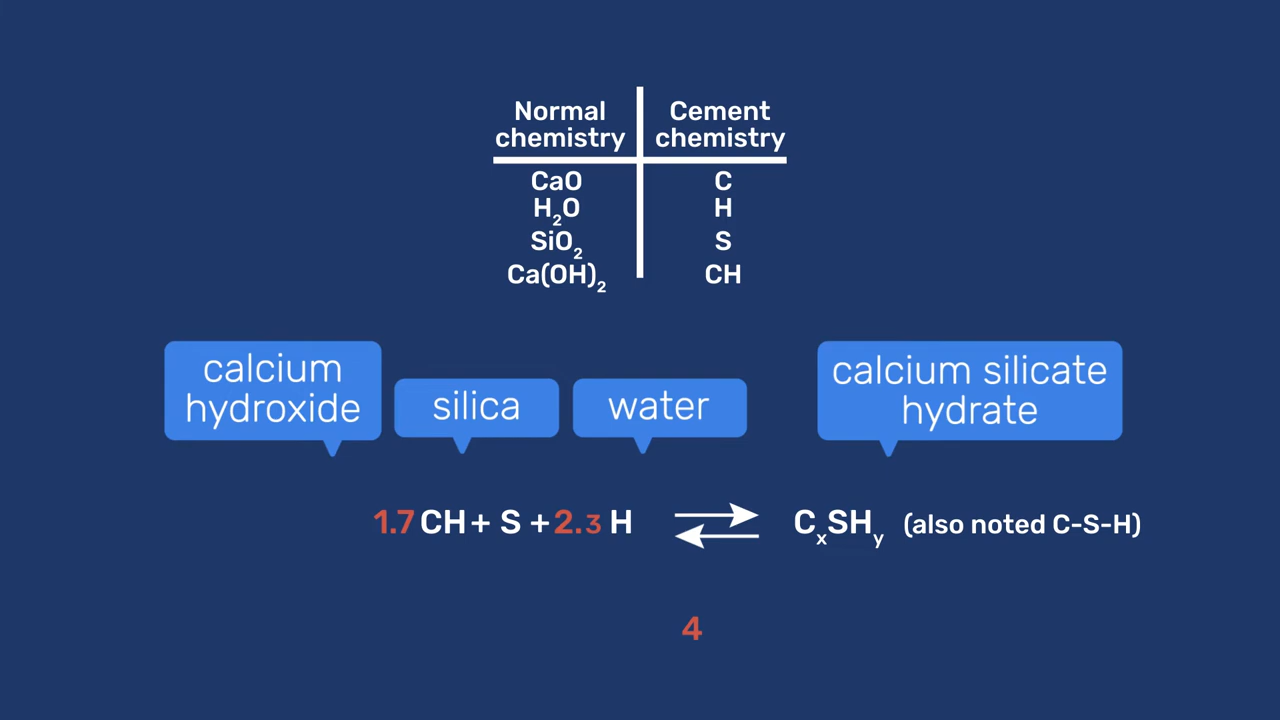 Normal Cement
chemistry chemistry
CaO C
H₂O H
SiO₂ S
Ca(OH)₂ CH
calcium
hydroxide
silica
water
calcium silicate
hydrate
1.7 CH + S + 2.3 H ⇌ CₓSHᵧ (also noted C-S-H)
4